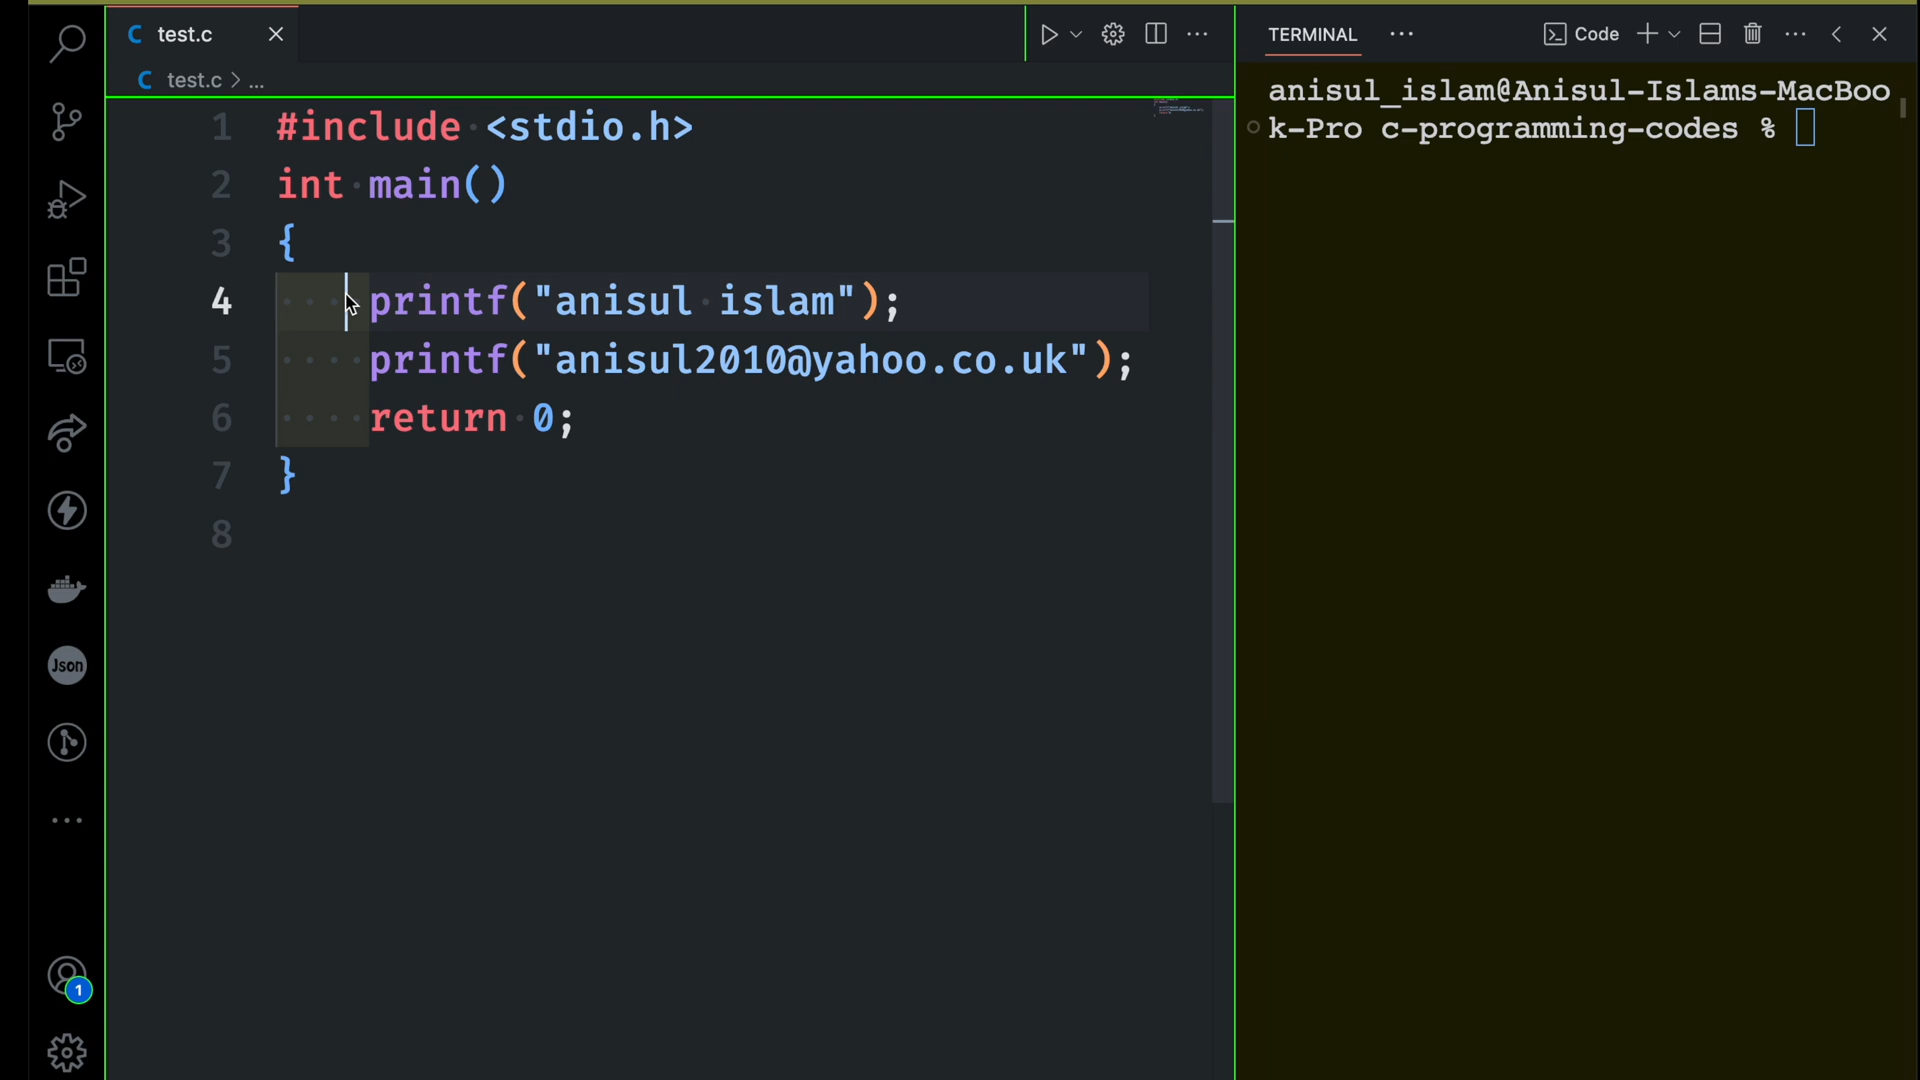 test.c
test.c > ...
1 #include <stdio.h>
2 int main()
3 {
4 printf("anisul islam");
5 printf("anisul2010@yahoo.co.uk");
6 return 0;
7 }
8
Json
1
TERMINAL
Code
anisul_islam@Anisul-Islams-MacBoo
k-Pro c-programming-codes %